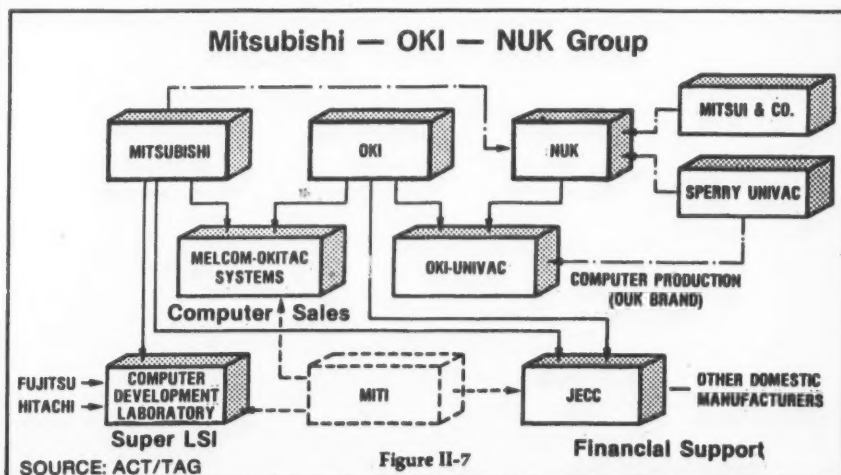 Mitsubishi — OKI — NUK Group
MITSUBISHI
OKI
NUK
MITSUI & CO.
SPERRY UNIVAC
MELCOM-OKITAC
SYSTEMS
OKI-UNIVAC
COMPUTER PRODUCTION
(OUK BRAND)
Computer Sales
FUJITSU
HITACHI
COMPUTER
DEVELOPMENT
LABORATORY
MITI
JECC
OTHER DOMESTIC
MANUFACTURERS
Super LSI
Financial Support
SOURCE: ACT/TAG
Figure II-7